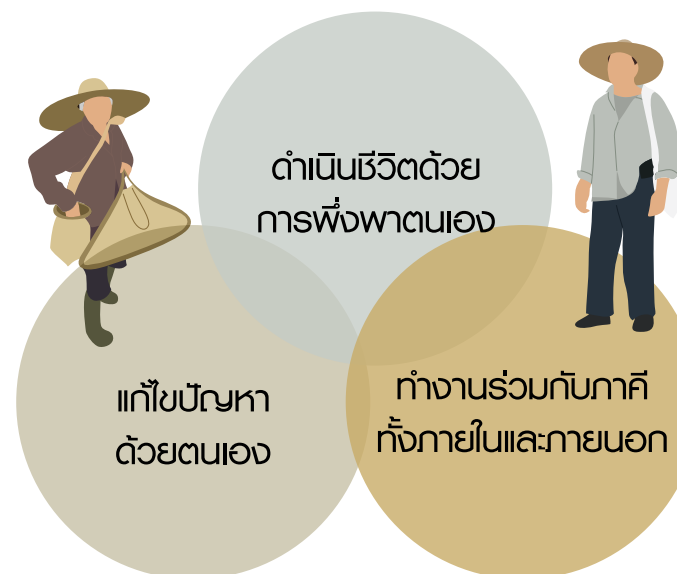 ดำเนินชีวิตด้วย
การพึ่งพาตนเอง
แก้ไขปัญหา
ด้วยตนเอง
ทำงานร่วมกับภาคี
ทั้งภายในและภายนอก